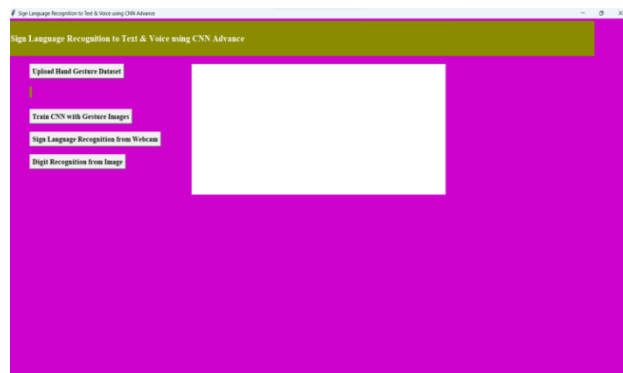 Sign Language Recognition to Text & Voice using CNN Advance
Sign Language Recognition to Text & Voice using CNN Advance
Upload Hand Gesture Dataset
Train CNN with Gesture Images
Sign Language Recognition from Webcam
Digit Recognition from Image